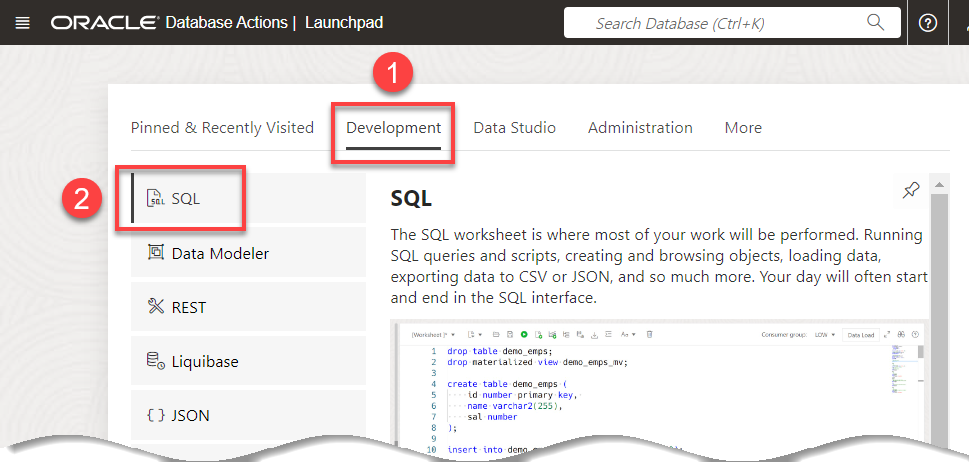 ORACLE Database Actions | Launchpad
Search Database (Ctrl+K)
1
Pinned & Recently Visited
Development
Data Studio
Administration
More
2
SQL
Data Modeler
REST
Liquibase
{ } JSON
SQL
The SQL worksheet is where most of your work will be performed. Running
SQL queries and scripts, creating and browsing objects, loading data,
exporting data to CSV or JSON, and so much more. Your day will often start
and end in the SQL interface.
[Worksheet]*
Aa
Consumer group: LOW
Data Load
1 drop table demo_emps;
2 drop materialized view demo_emps_mv;
3
4 create table demo_emps (
5 id number primary key,
6 name varchar2(255),
7 sal number
8 );
9
10 insert into